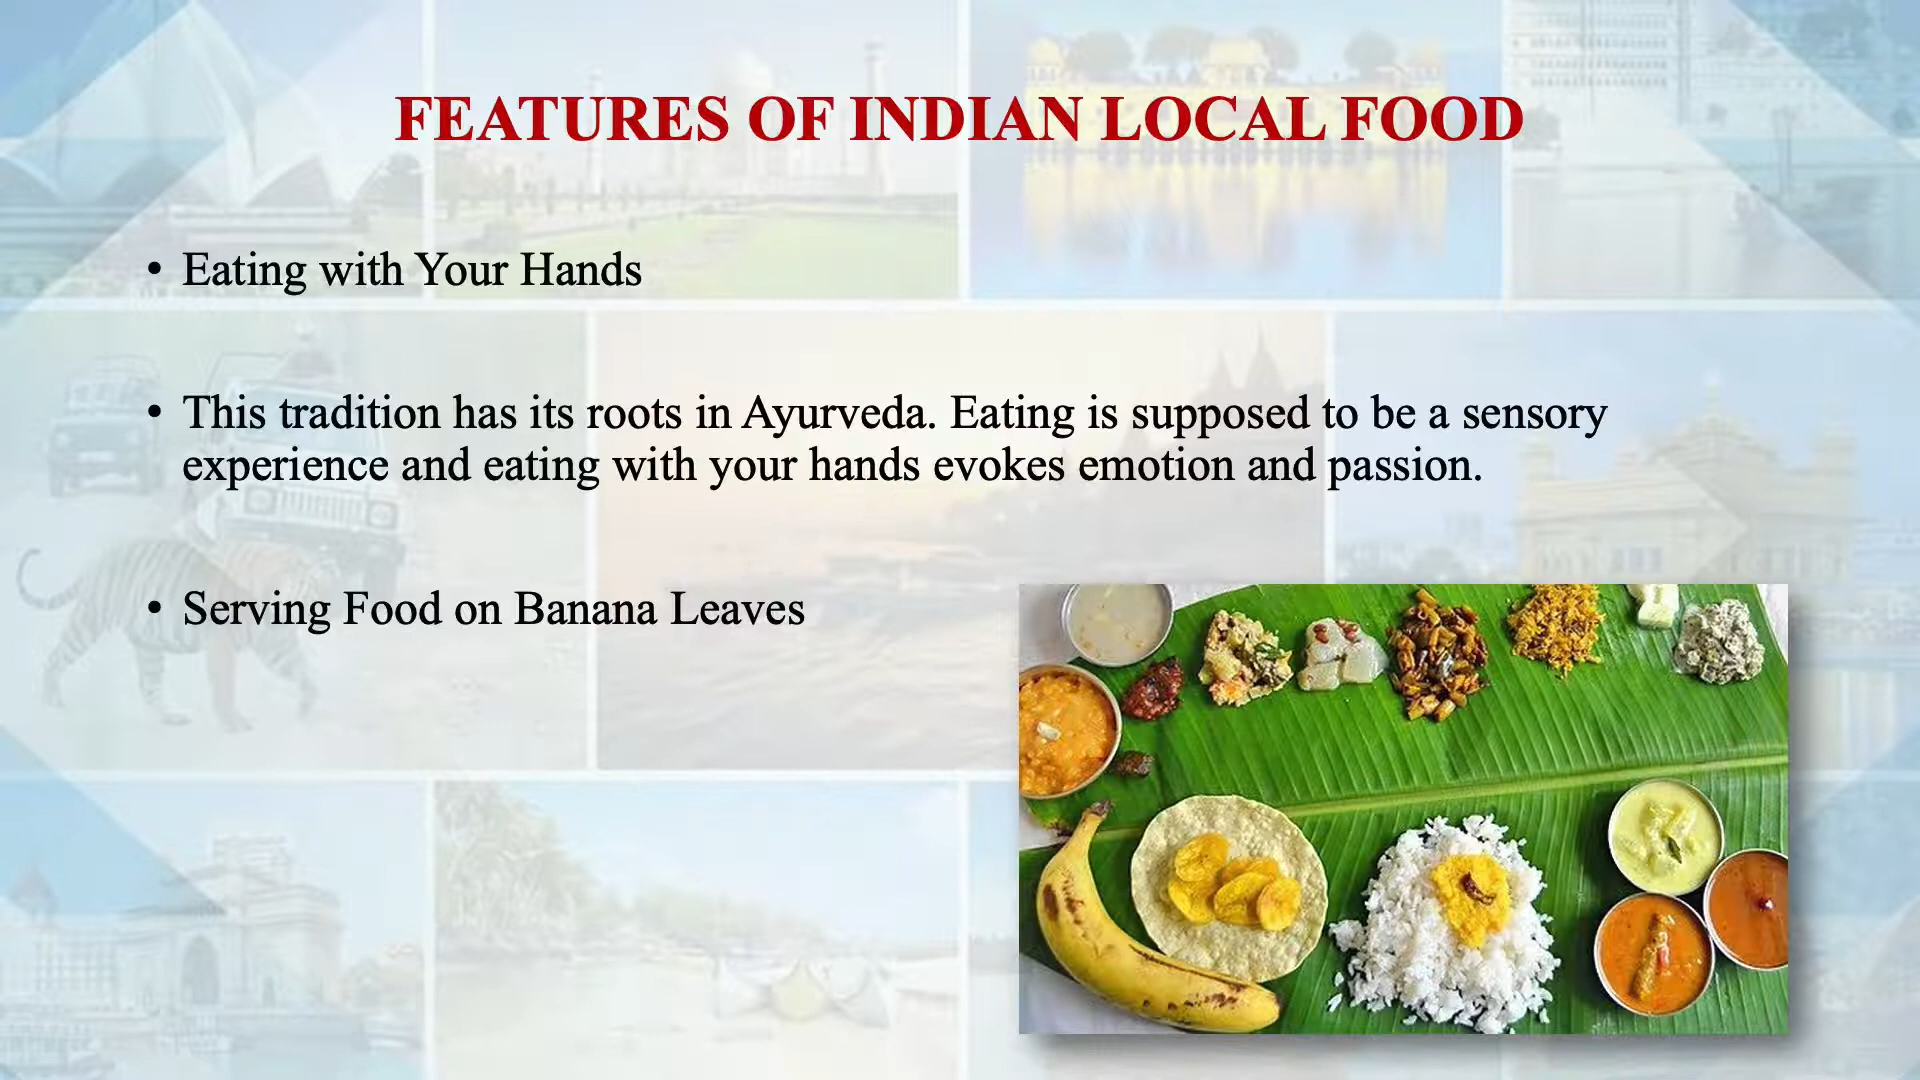 FEATURES OF INDIAN LOCAL FOOD
• Eating with Your Hands
• This tradition has its roots in Ayurveda. Eating is supposed to be a sensory
experience and eating with your hands evokes emotion and passion.
• Serving Food on Banana Leaves